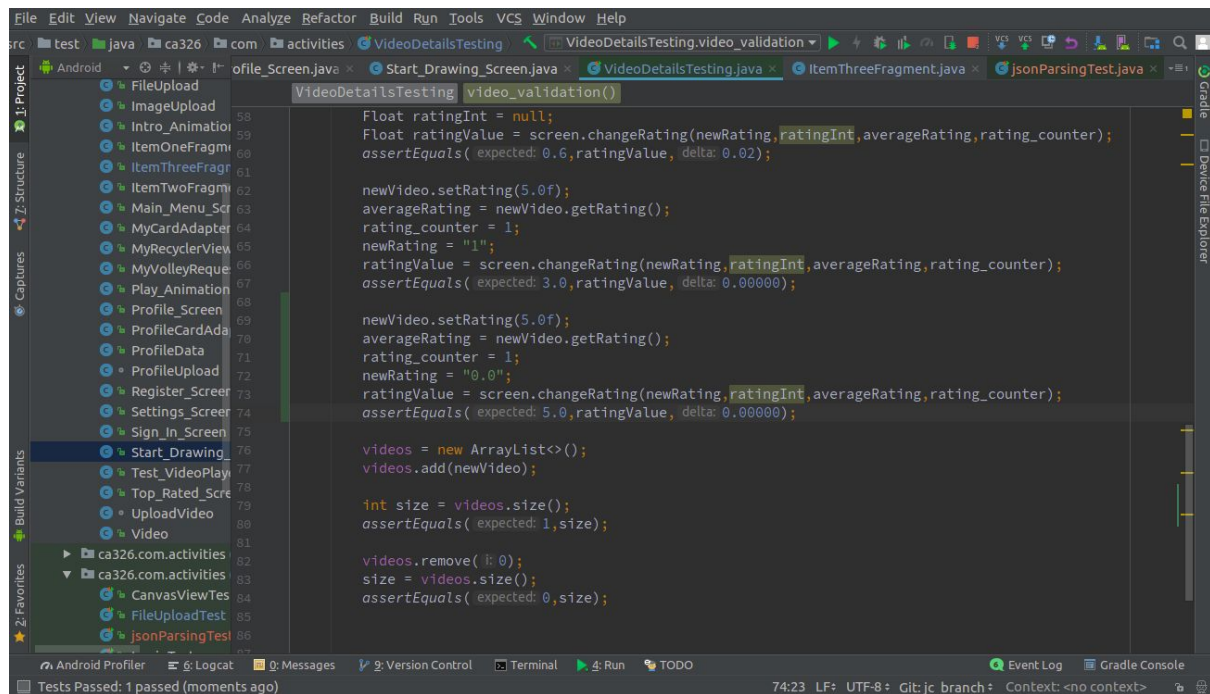 File Edit View Navigate Code Analyze Refactor Build Run Tools VCS Window Help
src test java ca326 com activities VideoDetailsTesting VideoDetailsTesting.video_validation
Android ofile_Screen.java Start_Drawing_Screen.java VideoDetailsTesting.java ItemThreeFragment.java jsonParsingTest.java
VideoDetailsTesting video_validation()
1: Project
7: Structure
Captures
Build Variants
2: Favorites
FileUpload
ImageUpload
Intro_Animation
ItemOneFragme
ItemThreeFragr
ItemTwoFragme
Main_Menu_Scr
MyCardAdapter
MyRecyclerView
MyVolleyReque
Play_Animation
Profile_Screen
ProfileCardAda
ProfileData
ProfileUpload
Register_Screer
Settings_Screer
Sign_In_Screen
Start_Drawing_
Test_VideoPlay
Top_Rated_Scre
UploadVideo
Video
ca326.com.activities
ca326.com.activities
CanvasViewTes
FileUploadTest
jsonParsingTest
58 Float ratingInt = null;
59 Float ratingValue = screen.changeRating(newRating,ratingInt,averageRating,rating_counter);
60 assertEquals( expected: 0.6,ratingValue, delta: 0.02);
61
62 newVideo.setRating(5.0f);
63 averageRating = newVideo.getRating();
64 rating_counter = 1;
65 newRating = "1";
66 ratingValue = screen.changeRating(newRating,ratingInt,averageRating,rating_counter);
67 assertEquals( expected: 3.0,ratingValue, delta: 0.00000);
68
69 newVideo.setRating(5.0f);
70 averageRating = newVideo.getRating();
71 rating_counter = 1;
72 newRating = "0.0";
73 ratingValue = screen.changeRating(newRating,ratingInt,averageRating,rating_counter);
74 assertEquals( expected: 5.0,ratingValue, delta: 0.00000);
75
76 videos = new ArrayList<>();
77 videos.add(newVideo);
78
79 int size = videos.size();
80 assertEquals( expected: 1,size);
81
82 videos.remove( i: 0);
83 size = videos.size();
84 assertEquals( expected: 0,size);
85
86
Gradle
Device File Explorer
Android Profiler 6: Logcat 0: Messages 9: Version Control Terminal 4: Run TODO Event Log Gradle Console
Tests Passed: 1 passed (moments ago) 74:23 LF UTF-8 Git: jc_branch Context: <no context>